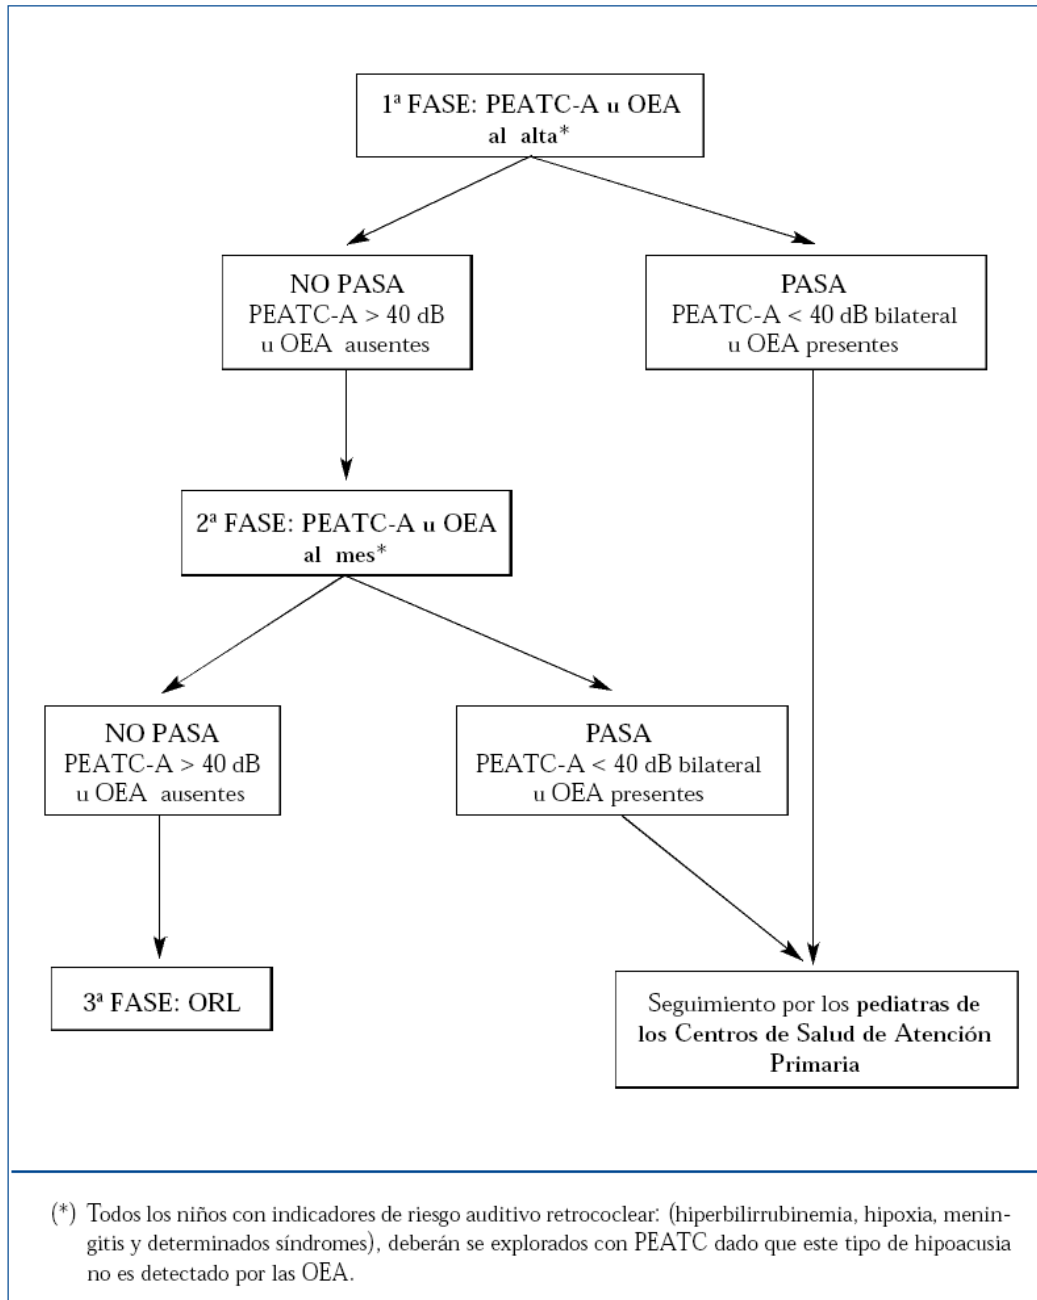 1ª FASE: PEATC-A u OEA
al alta*
NO PASA
PEATC-A > 40 dB
u OEA ausentes
PASA
PEATC-A < 40 dB bilateral
u OEA presentes
2ª FASE: PEATC-A u OEA
al mes*
NO PASA
PEATC-A > 40 dB
u OEA ausentes
PASA
PEATC-A < 40 dB bilateral
u OEA presentes
3ª FASE: ORL
Seguimiento por los pediatras de
los Centros de Salud de Atención
Primaria
(*) Todos los niños con indicadores de riesgo auditivo retrococlear: (hiperbilirrubinemia, hipoxia, menin-
gitis y determinados síndromes), deberán se explorados con PEATC dado que este tipo de hipoacusia
no es detectado por las OEA.